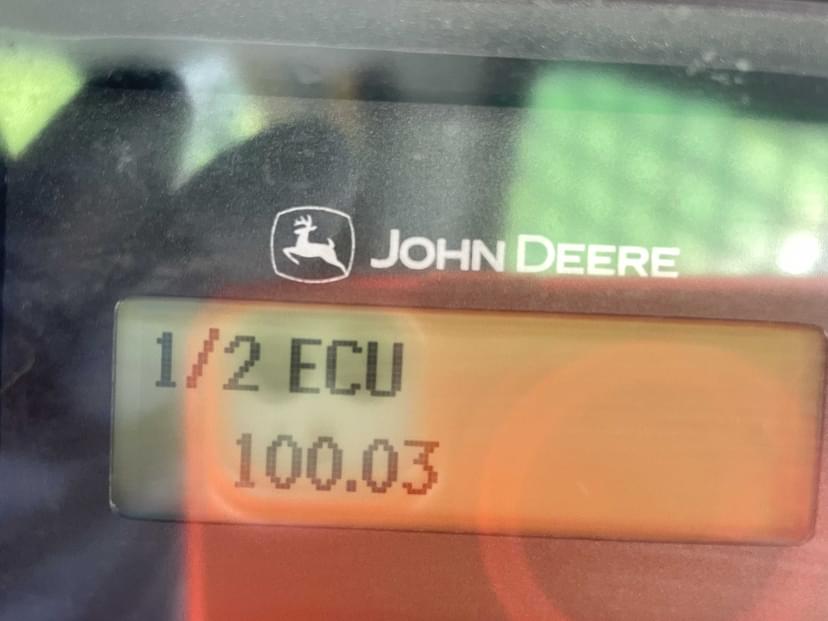 JOHN DEERE
1/2 ECU
100.03